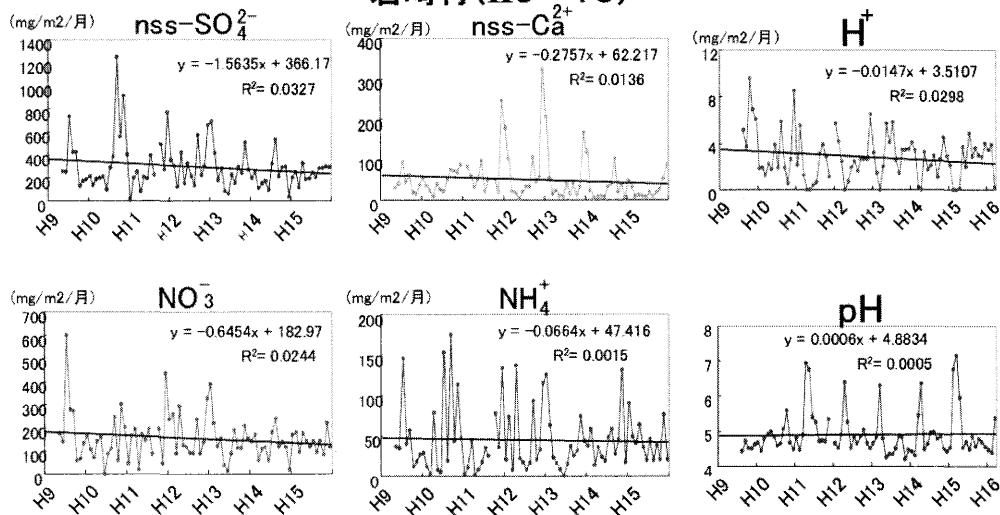 (mg/m2/月)
nss-SO₄²⁻
1400
1200
1000
800
600
400
200
0
y = -1.5635x + 366.17
R²= 0.0327
H9
H10
H11
H12
H13
H14
H15
(mg/m2/月)
nss-Ca²⁺
400
300
200
100
0
y = -0.2757x + 62.217
R²= 0.0136
H9
H10
H11
H12
H13
H14
H15
(mg/m2/月)
H⁺
12
8
4
0
y = -0.0147x + 3.5107
R²= 0.0298
H9
H10
H11
H12
H13
H14
H15
H16
(mg/m2/月)
NO₃⁻
700
600
500
400
300
200
100
0
y = -0.6454x + 182.97
R²= 0.0244
H9
H10
H11
H12
H13
H14
H15
(mg/m2/月)
NH₄⁺
200
150
100
50
0
y = -0.0664x + 47.416
R²= 0.0015
H9
H10
H11
H12
H13
H14
H15
pH
8
7
6
5
4
y = 0.0006x + 4.8834
R²= 0.0005
H9
H10
H11
H12
H13
H14
H15
H16